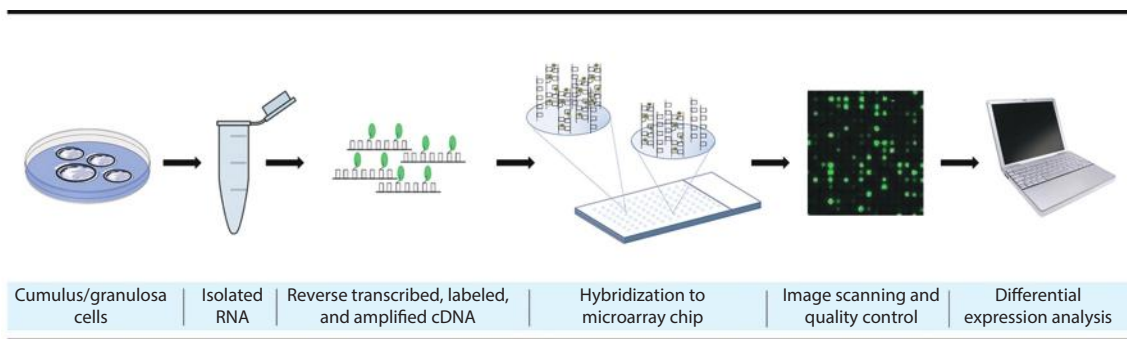 Cumulus/granulosa
cells
Isolated
RNA
Reverse transcribed, labeled,
and amplified cDNA
Hybridization to
microarray chip
Image scanning and
quality control
Differential
expression analysis